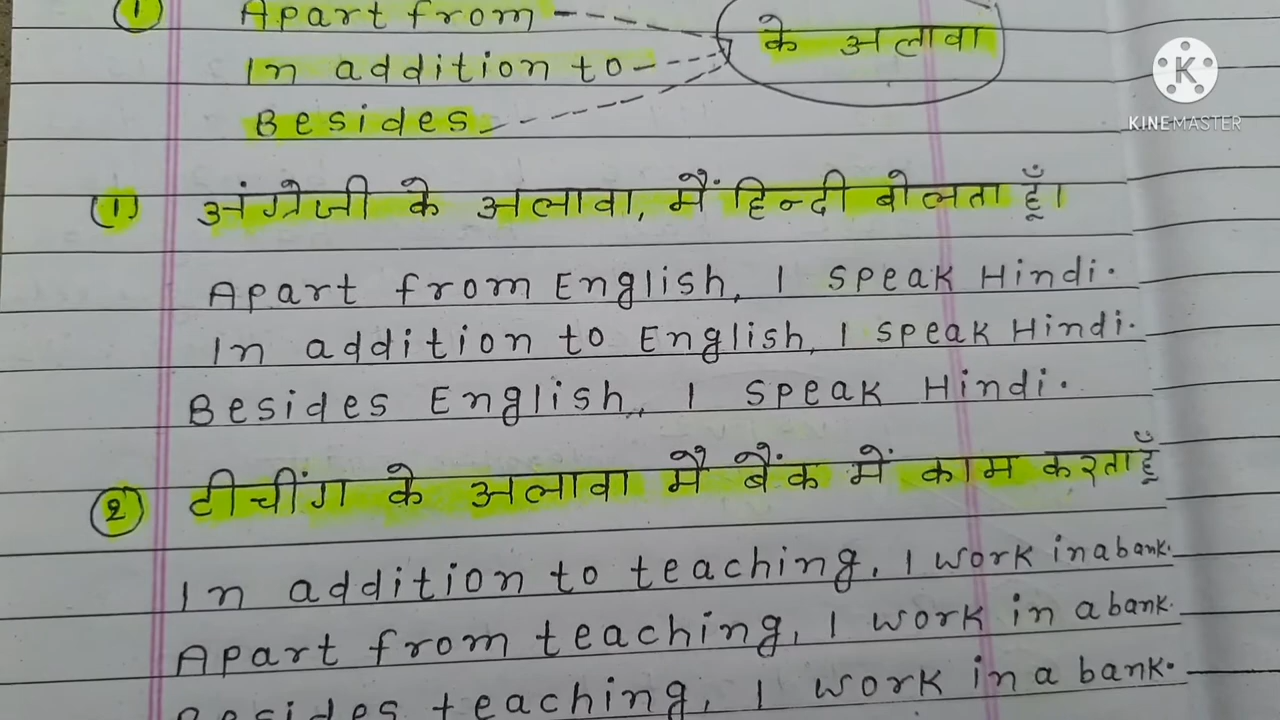 ① Apart from
के अलावा
In addition to
Besides
KINEMASTER
(1) अंग्रेजी के अलावा, मैं हिन्दी बोलता हूँ।
Apart from English, I speak Hindi.
In addition to English, I speak Hindi.
Besides English, I speak Hindi.
② टीचींग के अलावा मैं बैंक में काम करता हूँ
In addition to teaching, I work in a bank.
Apart from teaching, I work in a bank.
Besides teaching, I work in a bank.